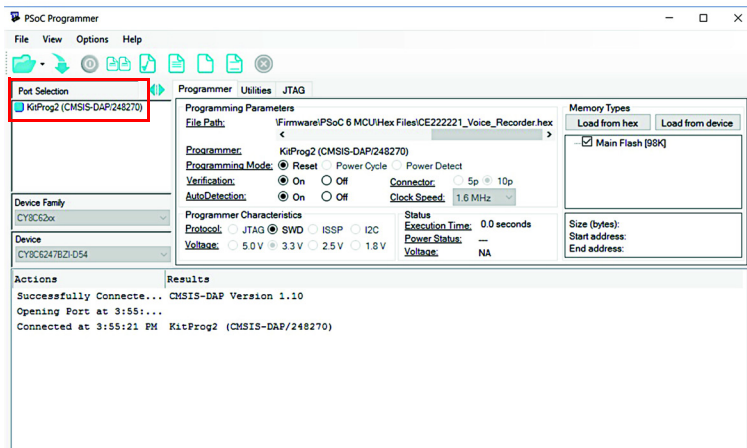 PSoC Programmer
File View Options Help
Port Selection
KitProg2 (CMSIS-DAP/248270)
Device Family
CY8C62xx
Device
CY8C6247BZI-D54
Programmer Utilities JTAG
Programming Parameters
File Path: \Firmware\PSoC 6 MCU\Hex Files\CE222221_Voice_Recorder.hex
Programmer: KitProg2 (CMSIS-DAP/248270)
Programming Mode: Reset Power Cycle Power Detect
Verification: On Off Connector: 5p 10p
AutoDetection: On Off Clock Speed: 1.6 MHz
Programmer Characteristics
Protocol: JTAG SWD ISSP I2C
Voltage: 5.0 V 3.3 V 2.5 V 1.8 V
Status
Execution Time: 0.0 seconds
Power Status: —
Voltage: NA
Memory Types
Load from hex Load from device
Main Flash [98K]
Size (bytes):
Start address:
End address:
Actions Results
Successfully Connecte... CMSIS-DAP Version 1.10
Opening Port at 3:55:...
Connected at 3:55:21 PM KitProg2 (CMSIS-DAP/248270)